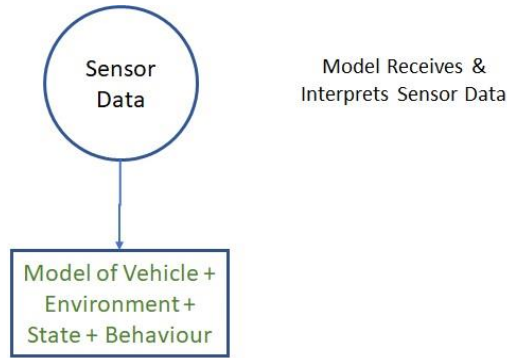 Sensor
Data
Model Receives &
Interprets Sensor Data
Model of Vehicle +
Environment +
State + Behaviour